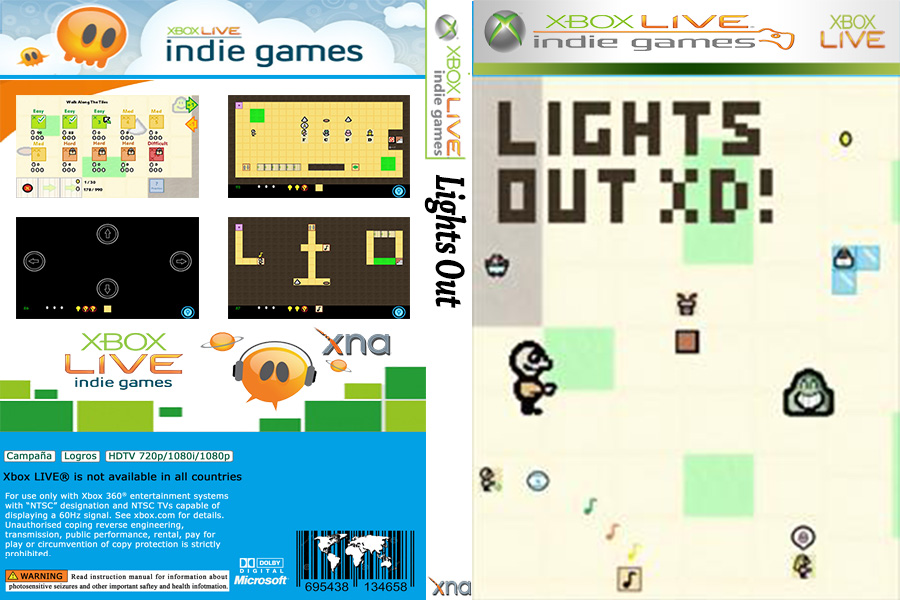 XBOX LIVE
indie games
Walk Along The Tiles
Easy Easy Easy Mad Mad
Mad Hard Hard Hard Difficult
1 / 50
178 / 990
XBOX
LIVE
indie games
xna
Campaña Logros HDTV 720p/1080i/1080p
Xbox LIVE® is not available in all countries
For use only with Xbox 360® entertainment systems
with “NTSC” designation and NTSC TVs capable of
displaying a 60Hz signal. See xbox.com for details.
Unauthorised coping reverse engineering,
transmission, public performance, rental, pay for
play or circumvention of copy protection is strictly
prohibited.
WARNING Read instruction manual for information about
photosensitive seizures and other important saftey and health infotmation.
DOLBY
DIGITAL
Microsoft
695438 134658
XBOX LIVE
indie games
Lights Out
xna
XBOX LIVE
indie games
XBOX
LIVE
LIGHTS
OUT XD!